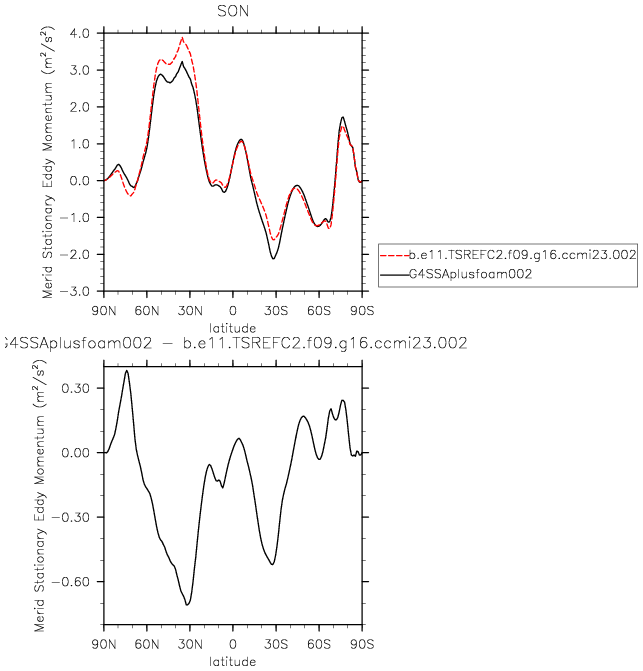 SON
Merid Stationary Eddy Momentum (m²/s²)
4.0
3.0
2.0
1.0
0.0
−1.0
−2.0
−3.0
90N 60N 30N 0 30S 60S 90S
latitude
b.e11.TSREFC2.f09.g16.ccmi23.002
G4SSAplusfoam002
G4SSAplusfoam002 − b.e11.TSREFC2.f09.g16.ccmi23.002
Merid Stationary Eddy Momentum (m²/s²)
0.30
0.00
−0.30
−0.60
90N 60N 30N 0 30S 60S 90S
latitude